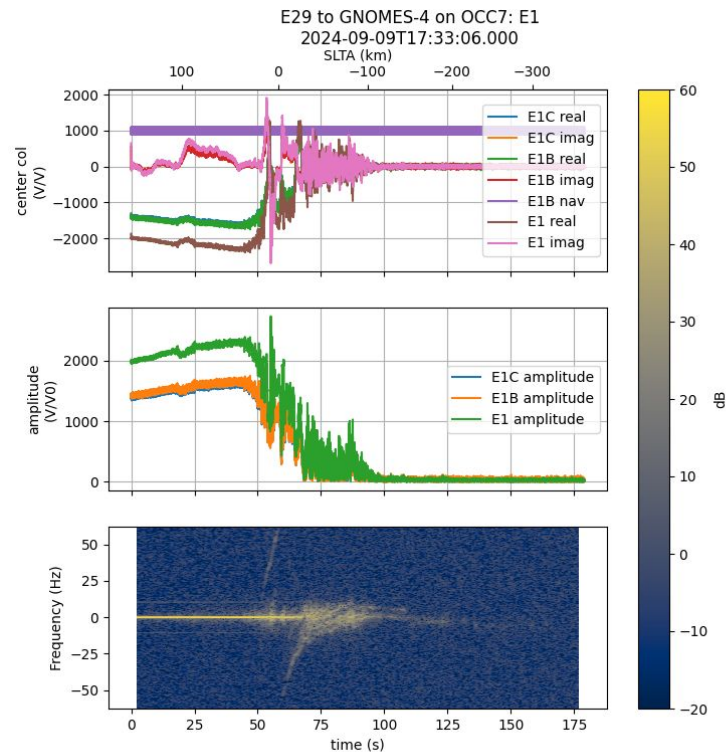 E29 to GNOMES-4 on OCC7: E1
2024-09-09T17:33:06.000
SLTA (km)
100 0 −100 −200 −300
2000
1000
0
−1000
−2000
center col
(V/V)
E1C real
E1C imag
E1B real
E1B imag
E1B nav
E1 real
E1 imag
2000
1000
0
amplitude
(V/V0)
E1C amplitude
E1B amplitude
E1 amplitude
50
25
0
−25
−50
Frequency (Hz)
0 25 50 75 100 125 150 175
time (s)
60
50
40
30
20
10
0
−10
−20
dB